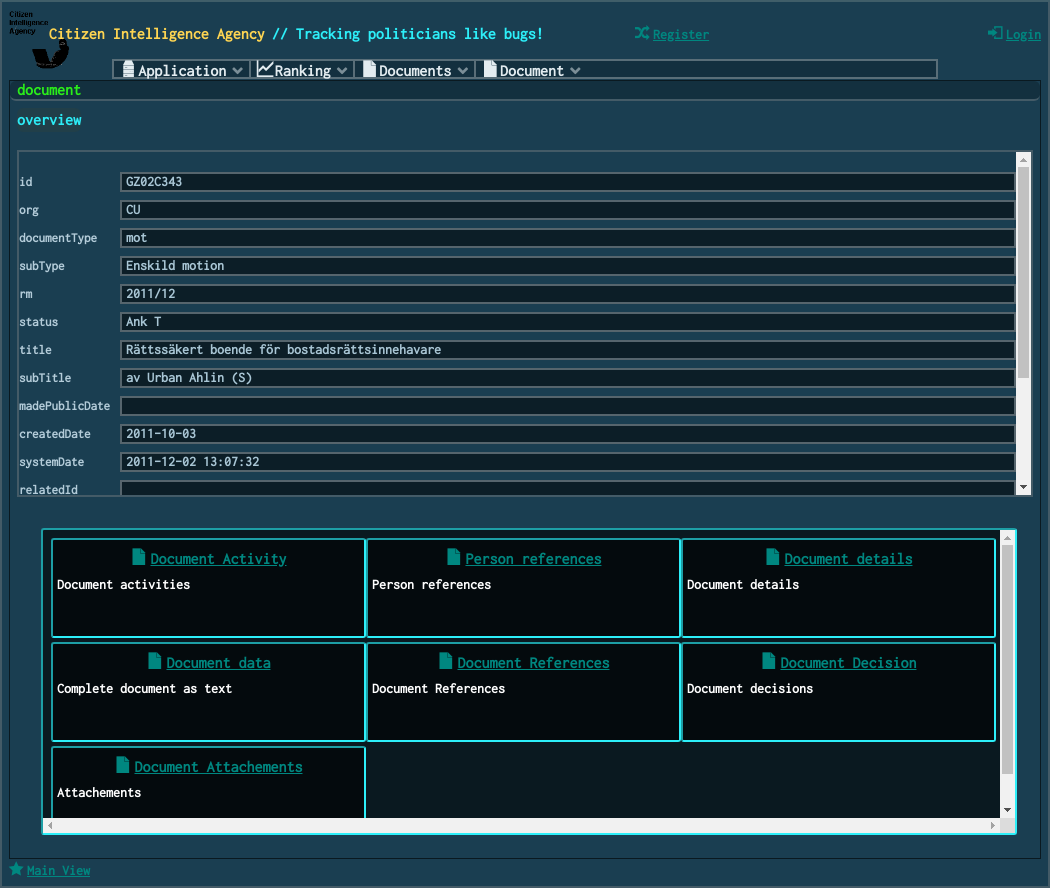 Citizen
Intelligence
Agency
Citizen Intelligence Agency // Tracking politicians like bugs!
Register
Login
Application
Ranking
Documents
Document
document
overview
id GZ02C343
org CU
documentType mot
subType Enskild motion
rm 2011/12
status Ank T
title Rättssäkert boende för bostadsrättsinnehavare
subTitle av Urban Ahlin (S)
madePublicDate
createdDate 2011-10-03
systemDate 2011-12-02 13:07:32
relatedId
Document Activity
Document activities
Person references
Person references
Document details
Document details
Document data
Complete document as text
Document References
Document References
Document Decision
Document decisions
Document Attachements
Attachements
Main View